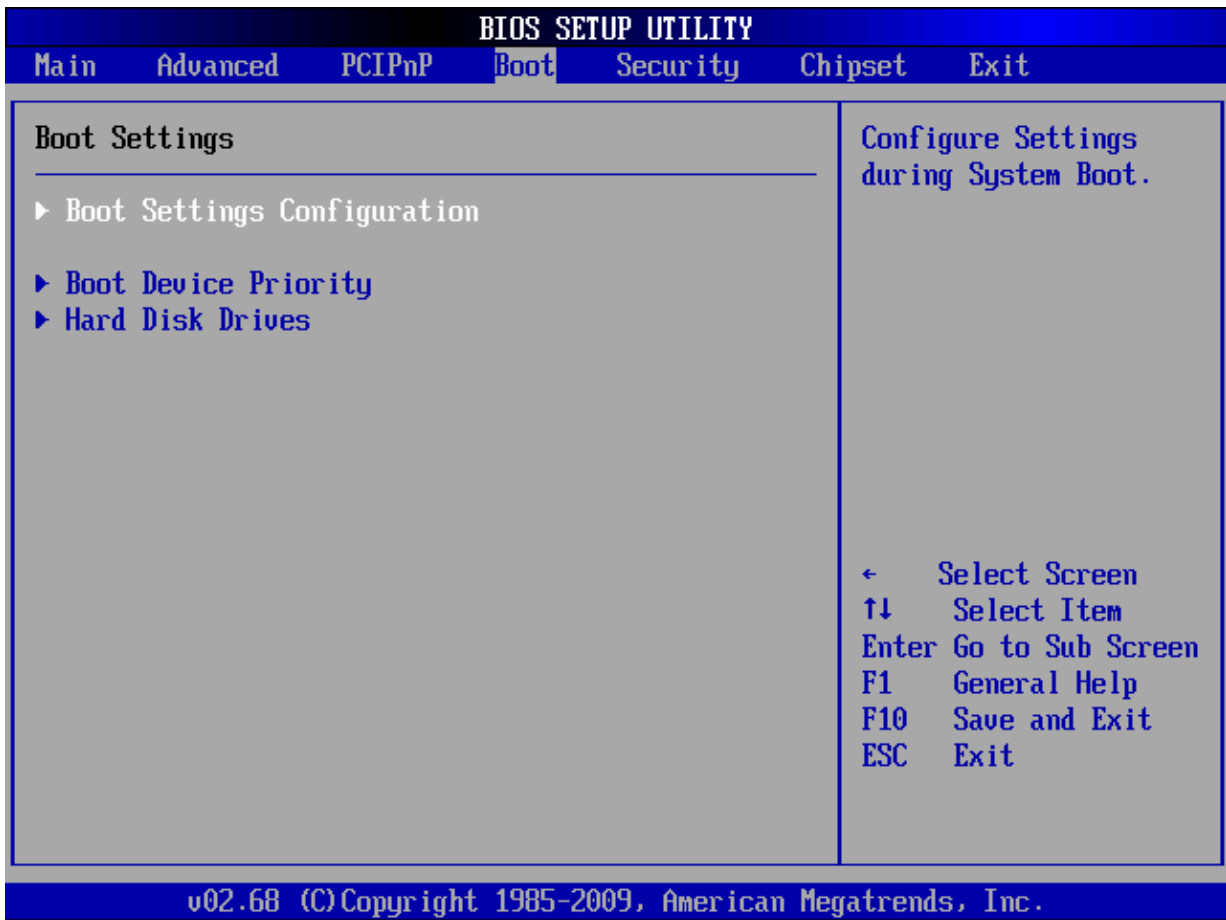 BIOS SETUP UTILITY
Main Advanced PCIPnP Boot Security Chipset Exit
Boot Settings
▶ Boot Settings Configuration
▶ Boot Device Priority
▶ Hard Disk Drives
Configure Settings
during System Boot.
← Select Screen
↑↓ Select Item
Enter Go to Sub Screen
F1 General Help
F10 Save and Exit
ESC Exit
v02.68 (C)Copyright 1985-2009, American Megatrends, Inc.